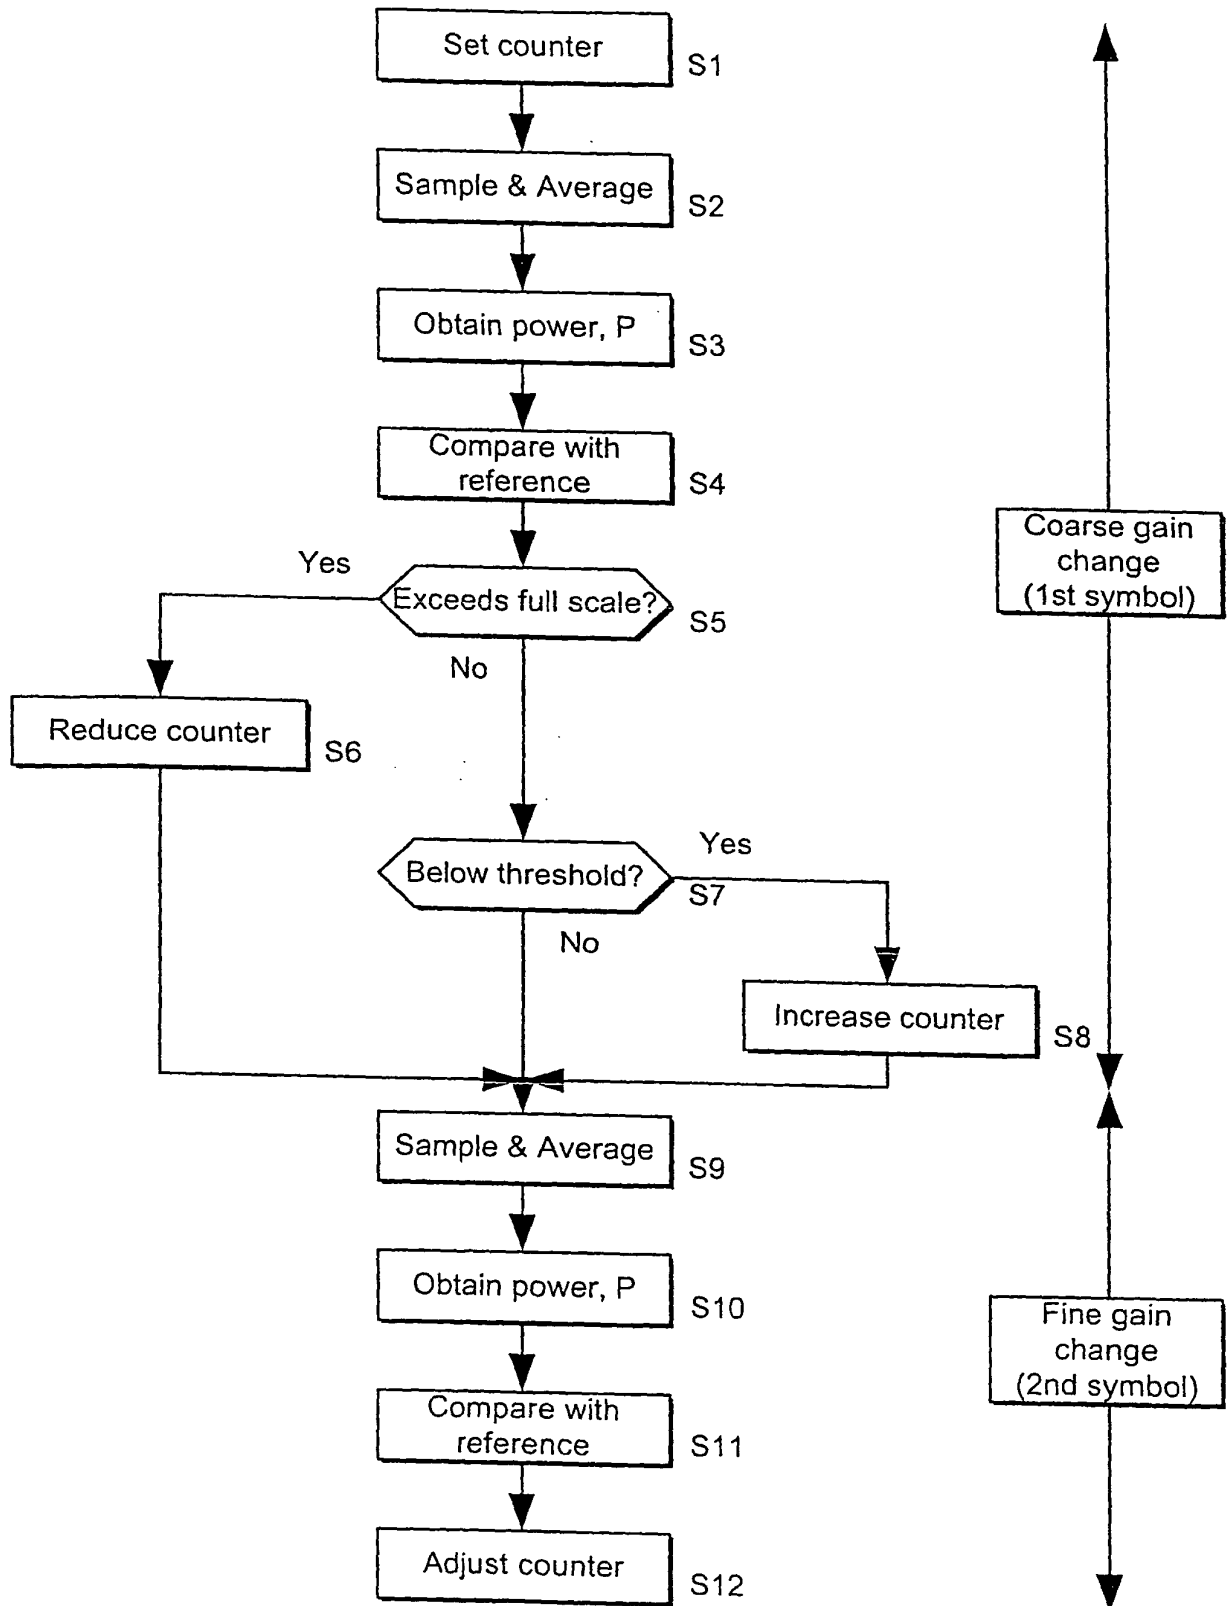 Set counter
S1
Sample & Average
S2
Obtain power, P
S3
Compare with
reference
S4
Coarse gain
change
(1st symbol)
Yes
Exceeds full scale?
S5
No
Reduce counter
S6
Yes
Below threshold?
S7
No
Increase counter
S8
Sample & Average
S9
Obtain power, P
S10
Fine gain
change
(2nd symbol)
Compare with
reference
S11
Adjust counter
S12